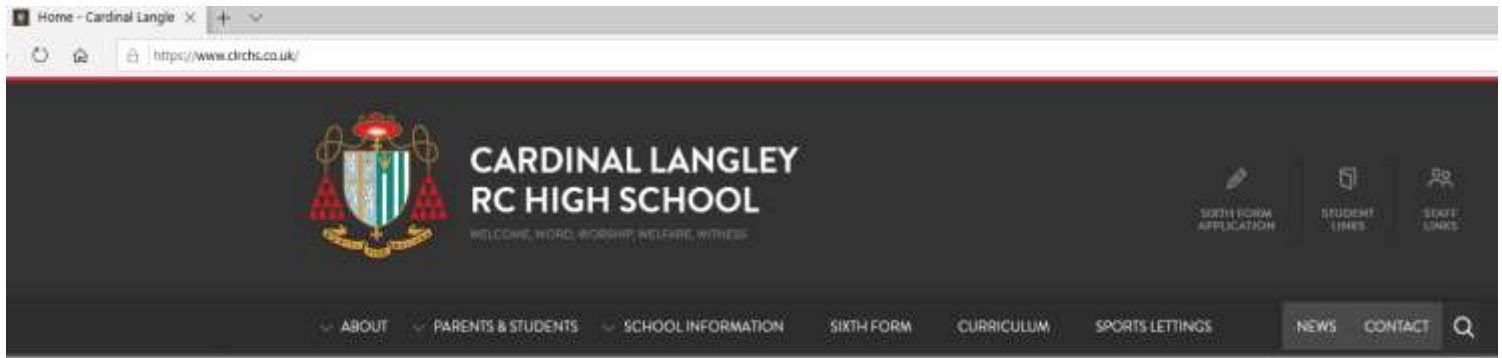 Home - Cardinal Langle
https://www.clrchs.co.uk/
CARDINAL LANGLEY
RC HIGH SCHOOL
WELCOME, WORD, WORSHIP, WELFARE, WITNESS
SIXTH FORM
APPLICATION
STUDENT
LINKS
STAFF
LINKS
ABOUT PARENTS & STUDENTS SCHOOL INFORMATION SIXTH FORM CURRICULUM SPORTS LETTINGS NEWS CONTACT